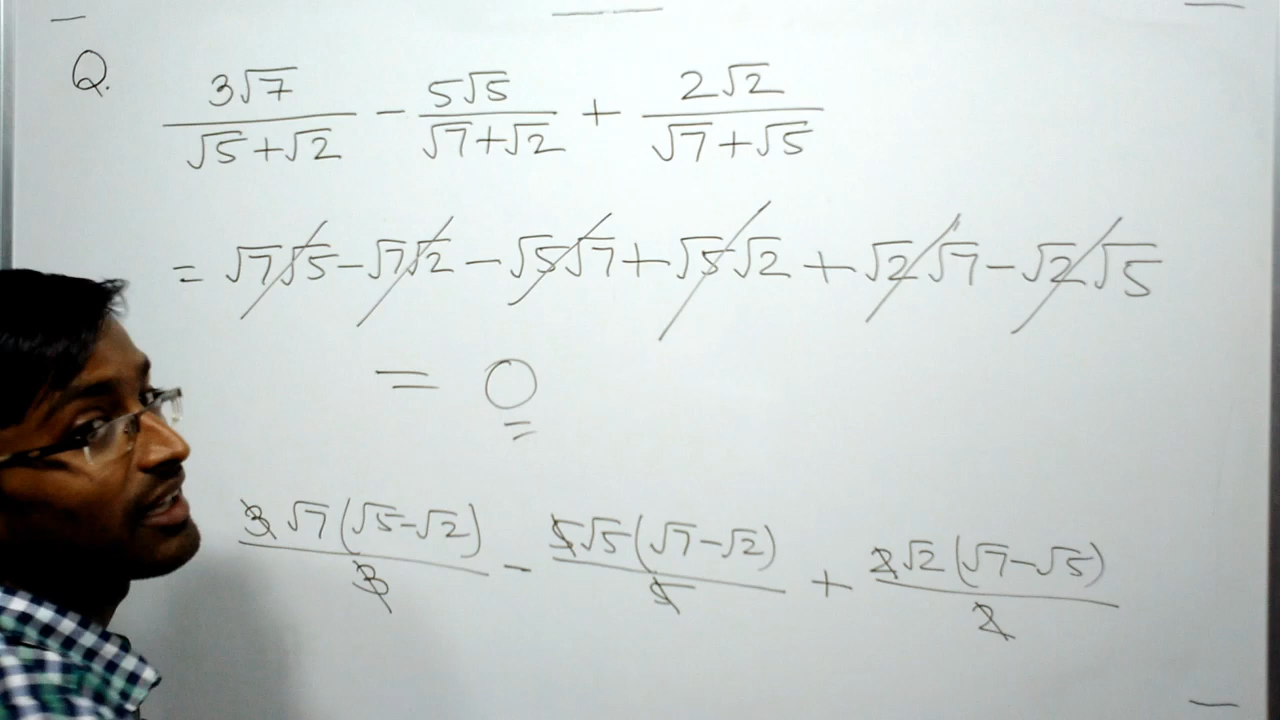 Q. 3√7/(√5+√2) - 5√5/(√7+√2) + 2√2/(√7+√5)
= √7√5-√7√2-√5√7+√5√2+√2√7-√2√5
= 0
3√7(√5-√2)/3 - 5√5(√7-√2)/5 + 2√2(√7-√5)/2